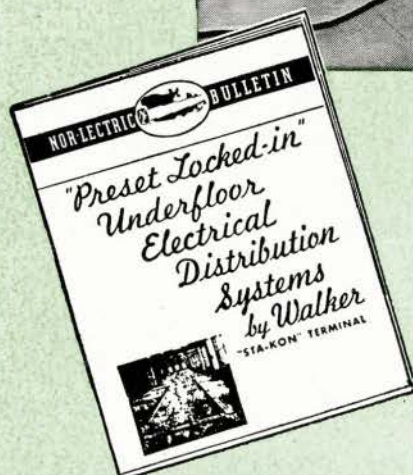 NOR-LECTRIC BULLETIN
"Preset Locked-in"
Underfloor
Electrical
Distribution
Systems
by Walker
"STA-KON" TERMINAL